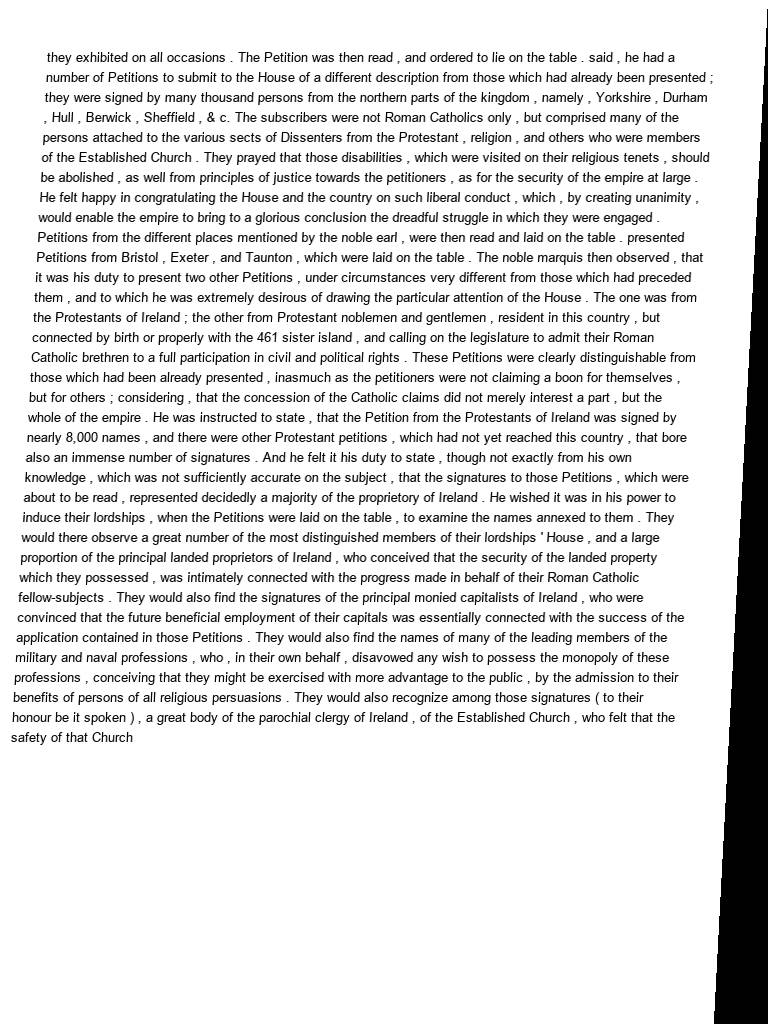 they exhibited on all occasions . The Petition was then read , and ordered to lie on the table . said , he had a
number of Petitions to submit to the House of a different description from those which had already been presented ;
they were signed by many thousand persons from the northern parts of the kingdom , namely , Yorkshire , Durham
, Hull , Berwick , Sheffield , & c. The subscribers were not Roman Catholics only , but comprised many of the
persons attached to the various sects of Dissenters from the Protestant , religion , and others who were members
of the Established Church . They prayed that those disabilities , which were visited on their religious tenets , should
be abolished , as well from principles of justice towards the petitioners , as for the security of the empire at large .
He felt happy in congratulating the House and the country on such liberal conduct , which , by creating unanimity ,
would enable the empire to bring to a glorious conclusion the dreadful struggle in which they were engaged .
Petitions from the different places mentioned by the noble earl , were then read and laid on the table . presented
Petitions from Bristol , Exeter , and Taunton , which were laid on the table . The noble marquis then observed , that
it was his duty to present two other Petitions , under circumstances very different from those which had preceded
them , and to which he was extremely desirous of drawing the particular attention of the House . The one was from
the Protestants of Ireland ; the other from Protestant noblemen and gentlemen , resident in this country , but
connected by birth or properly with the 461 sister island , and calling on the legislature to admit their Roman
Catholic brethren to a full participation in civil and political rights . These Petitions were clearly distinguishable from
those which had been already presented , inasmuch as the petitioners were not claiming a boon for themselves ,
but for others ; considering , that the concession of the Catholic claims did not merely interest a part , but the
whole of the empire . He was instructed to state , that the Petition from the Protestants of Ireland was signed by
nearly 8,000 names , and there were other Protestant petitions , which had not yet reached this country , that bore
also an immense number of signatures . And he felt it his duty to state , though not exactly from his own
knowledge , which was not sufficiently accurate on the subject , that the signatures to those Petitions , which were
about to be read , represented decidedly a majority of the proprietory of Ireland . He wished it was in his power to
induce their lordships , when the Petitions were laid on the table , to examine the names annexed to them . They
would there observe a great number of the most distinguished members of their lordships ' House , and a large
proportion of the principal landed proprietors of Ireland , who conceived that the security of the landed property
which they possessed , was intimately connected with the progress made in behalf of their Roman Catholic
fellow-subjects . They would also find the signatures of the principal monied capitalists of Ireland , who were
convinced that the future beneficial employment of their capitals was essentially connected with the success of the
application contained in those Petitions . They would also find the names of many of the leading members of the
military and naval professions , who , in their own behalf , disavowed any wish to possess the monopoly of these
professions , conceiving that they might be exercised with more advantage to the public , by the admission to their
benefits of persons of all religious persuasions . They would also recognize among those signatures ( to their
honour be it spoken ) , a great body of the parochial clergy of Ireland , of the Established Church , who felt that the
safety of that Church